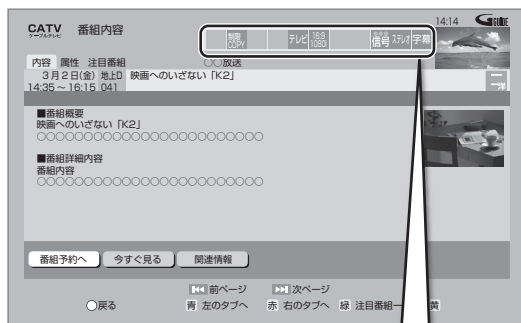 CATV
ケーブルテレビ
番組内容
制限
COPY
テレビ
16:9
1080i
信号
ステレオ
字幕
14:14
G GUIDE
内容 属性 注目番組
○○放送
3月2日(金) 地上D 映画へのいざない「K2」
14:35～16:15 041
■番組概要
映画へのいざない「K2」
○○○○○○○○○○○○○○○○○○○○○○○○
■番組詳細内容
番組内容
○○○○○○○○○○○○○○○○○○○○○○○○
番組予約へ
今すぐ見る
関連情報
前ページ
次ページ
○戻る
青 左のタブへ
赤 右のタブへ
緑 注目番組一
黄